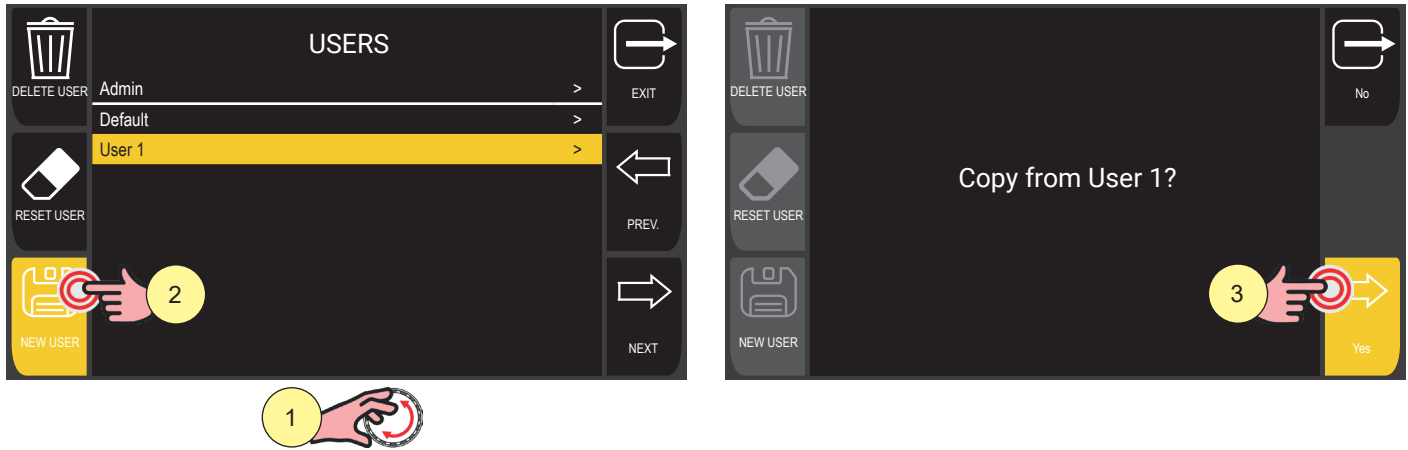 USERS
DELETE USER
Admin >
EXIT
Default >
User 1 >
RESET USER
PREV.
2
NEW USER
NEXT
1
DELETE USER
No
Copy from User 1?
RESET USER
3
NEW USER
Yes